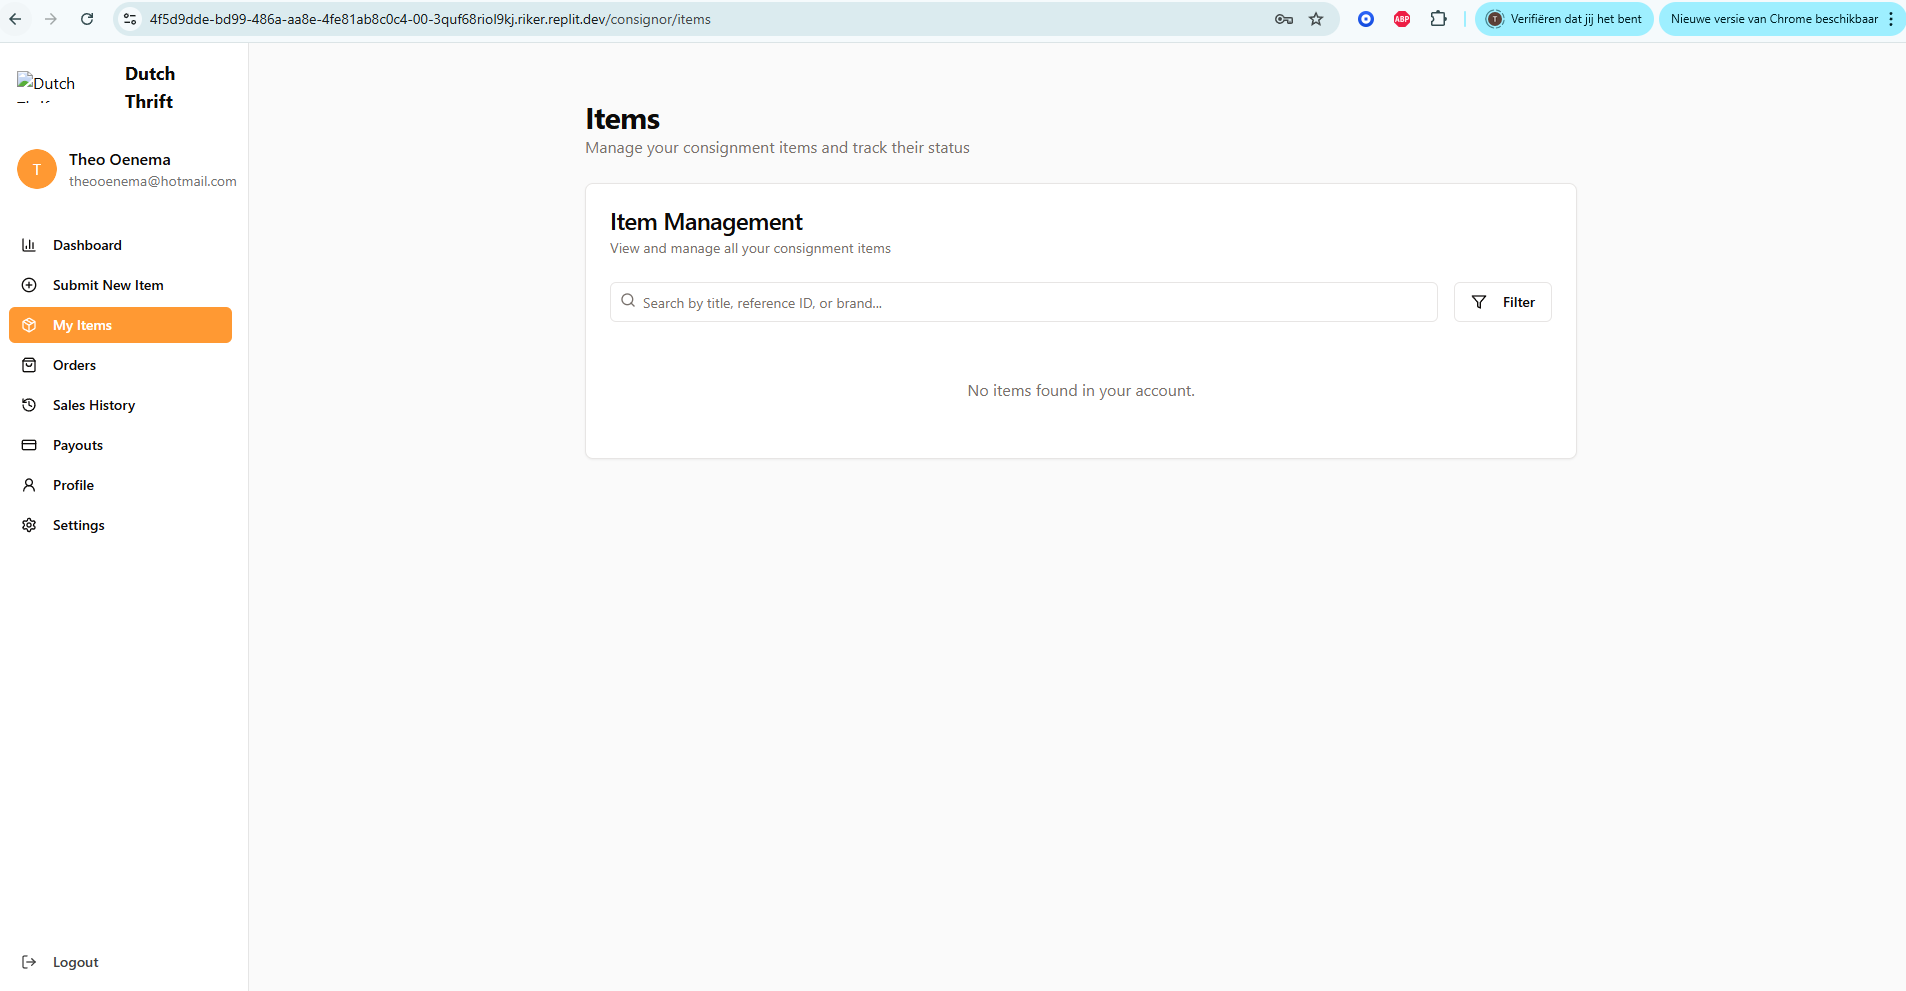 4f5d9dde-bd99-486a-aa8e-4fe81ab8c0c4-00-3quf68riol9kj.riker.replit.dev/consignor/items
ABP
T
Verifiëren dat jij het bent
Nieuwe versie van Chrome beschikbaar
Dutch
Dutch
Thrift
T
Theo Oenema
theooenema@hotmail.com
Dashboard
Submit New Item
My Items
Orders
Sales History
Payouts
Profile
Settings
Logout
Items
Manage your consignment items and track their status
Item Management
View and manage all your consignment items
Search by title, reference ID, or brand...
Filter
No items found in your account.